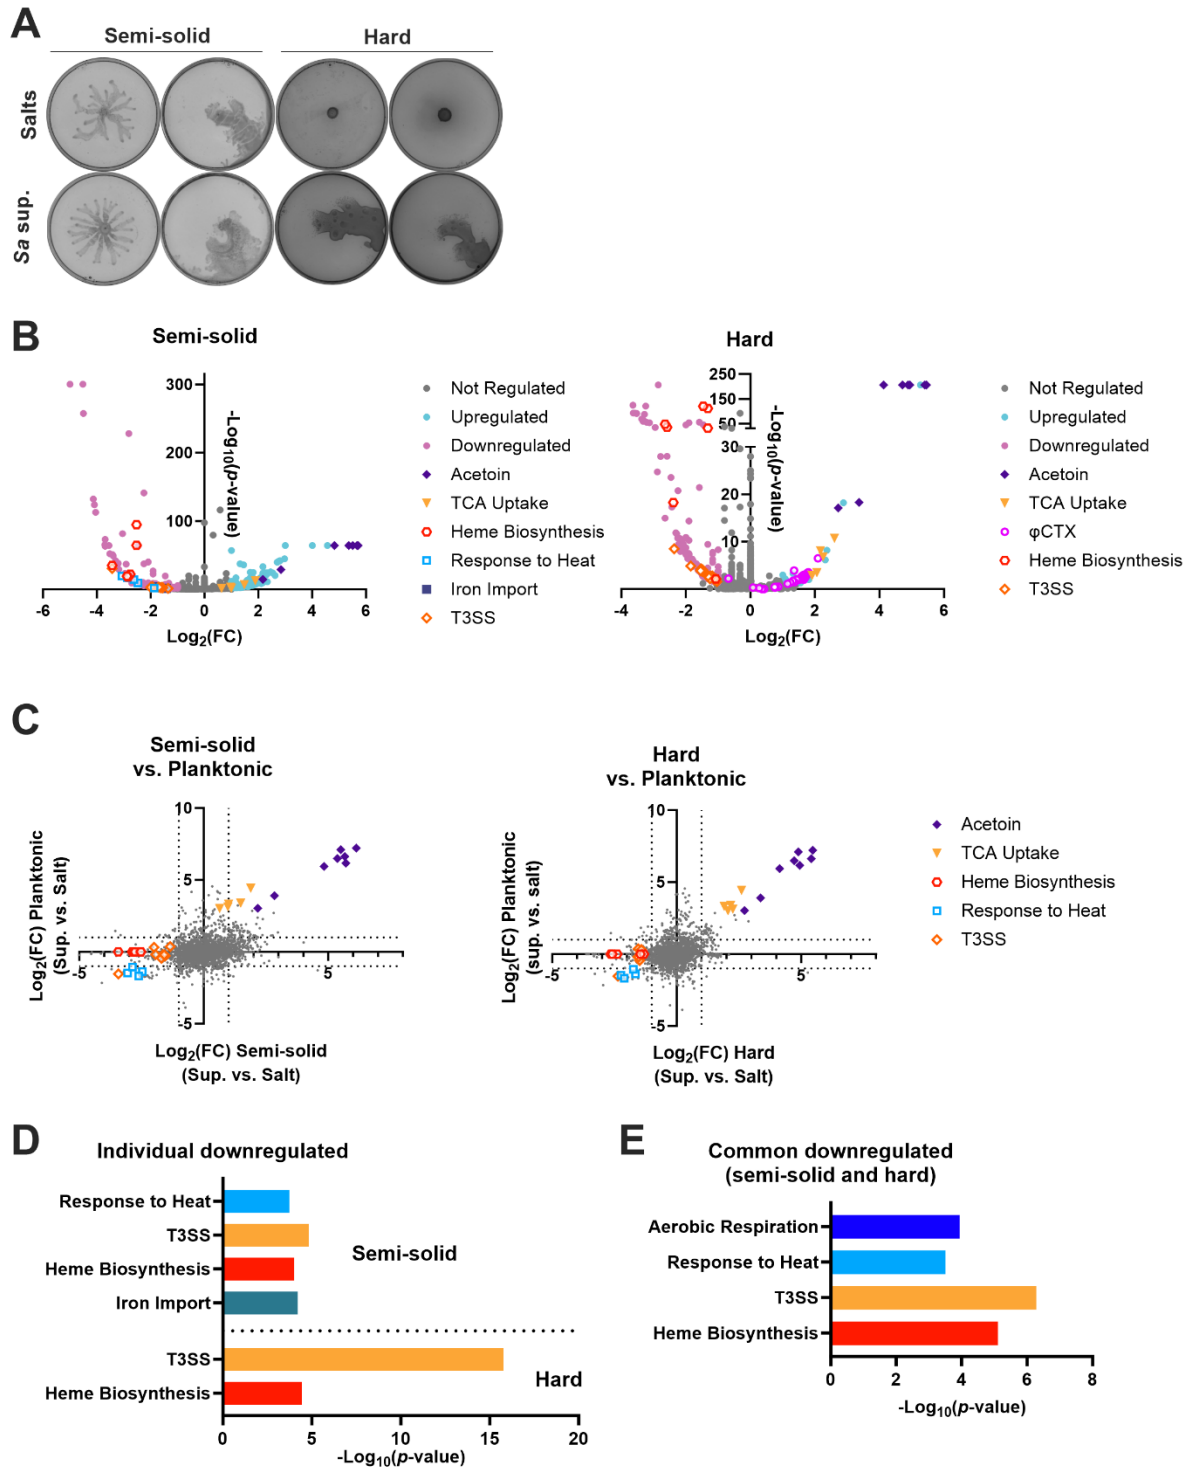 A
Semi-solid
Hard
Salts
Sa sup.
B
Semi-solid
300
200
100
-Log10(p-value)
-6
-4
-2
0
2
4
6
Log2(FC)
Not Regulated
Upregulated
Downregulated
Acetoin
TCA Uptake
Heme Biosynthesis
Response to Heat
Iron Import
T3SS
Hard
250
150
50
30
20
10
-Log10(p-value)
-4
-2
0
2
4
6
Log2(FC)
Not Regulated
Upregulated
Downregulated
Acetoin
TCA Uptake
φCTX
Heme Biosynthesis
T3SS
C
Semi-solid
vs. Planktonic
Log2(FC) Planktonic
(Sup. vs. Salt)
10
5
-5
5
-5
Log2(FC) Semi-solid
(Sup. vs. Salt)
Hard
vs. Planktonic
Log2(FC) Planktonic
(sup. vs. salt)
10
5
-5
5
-5
Log2(FC) Hard
(Sup. vs. Salt)
Acetoin
TCA Uptake
Heme Biosynthesis
Response to Heat
T3SS
D
Individual downregulated
Response to Heat
T3SS
Heme Biosynthesis
Iron Import
Semi-solid
T3SS
Heme Biosynthesis
Hard
0
5
10
15
20
-Log10(p-value)
E
Common downregulated
(semi-solid and hard)
Aerobic Respiration
Response to Heat
T3SS
Heme Biosynthesis
0
2
4
6
8
-Log10(p-value)